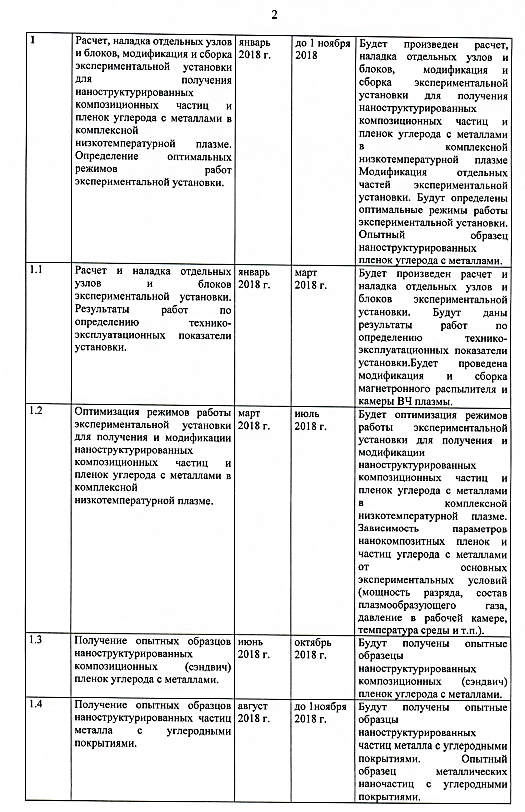 2
1
Расчет, наладка отдельных узлов
и блоков, модификация и сборка
экспериментальной установки
для получения
наноструктурированных
композиционных частиц и
пленок углерода с металлами в
комплексной
низкотемпературной плазме.
Определение оптимальных
режимов работ
экспериментальной установки.
январь
2018 г.
до 1 ноября
2018
Будет произведен расчет,
наладка отдельных узлов и
блоков, модификация и
сборка экспериментальной
установки для получения
наноструктурированных
композиционных частиц и
пленок углерода с металлами
в комплексной
низкотемпературной плазме
Модификация отдельных
частей экспериментальной
установки. Будут определены
оптимальные режимы работы
экспериментальной установки.
Опытный образец
наноструктурированных
пленок углерода с металлами.
1.1
Расчет и наладка отдельных
узлов и блоков
экспериментальной установки.
Результаты работ по
определению технико-
эксплуатационных показатели
установки.
январь
2018 г.
март
2018 г.
Будет произведен расчет и
наладка отдельных узлов и
блоков экспериментальной
установки. Будут даны
результаты работ по
определению технико-
эксплуатационных показатели
установки.Будет проведена
модификация и сборка
магнетронного распылителя и
камеры ВЧ плазмы.
1.2
Оптимизация режимов работы
экспериментальной установки
для получения и модификации
наноструктурированных
композиционных частиц и
пленок углерода с металлами в
комплексной
низкотемпературной плазме.
март
2018 г.
июль
2018 г.
Будет оптимизация режимов
работы экспериментальной
установки для получения и
модификации
наноструктурированных
композиционных частиц и
пленок углерода с металлами
в комплексной
низкотемпературной плазме.
Зависимость параметров
нанокомпозитных пленок и
частиц углерода с металлами
от основных
экспериментальных условий
(мощность разряда, состав
плазмообразующего газа,
давление в рабочей камере,
температура среды и т.п.).
1.3
Получение опытных образцов
наноструктурированных
композиционных (сэндвич)
пленок углерода с металлами.
июнь
2018 г.
октябрь
2018 г.
Будут получены опытные
образецы
наноструктурированных
композиционных (сэндвич)
пленок углерода с металлами.
1.4
Получение опытных образцов
наноструктурированных частиц
металла с углеродными
покрытиями.
август
2018 г.
до 1ноября
2018 г.
Будут получены опытные
образцы
наноструктурированных
частиц металла с углеродными
покрытиями. Опытный
образец металлических
наночастиц с углеродными
покрытиями.